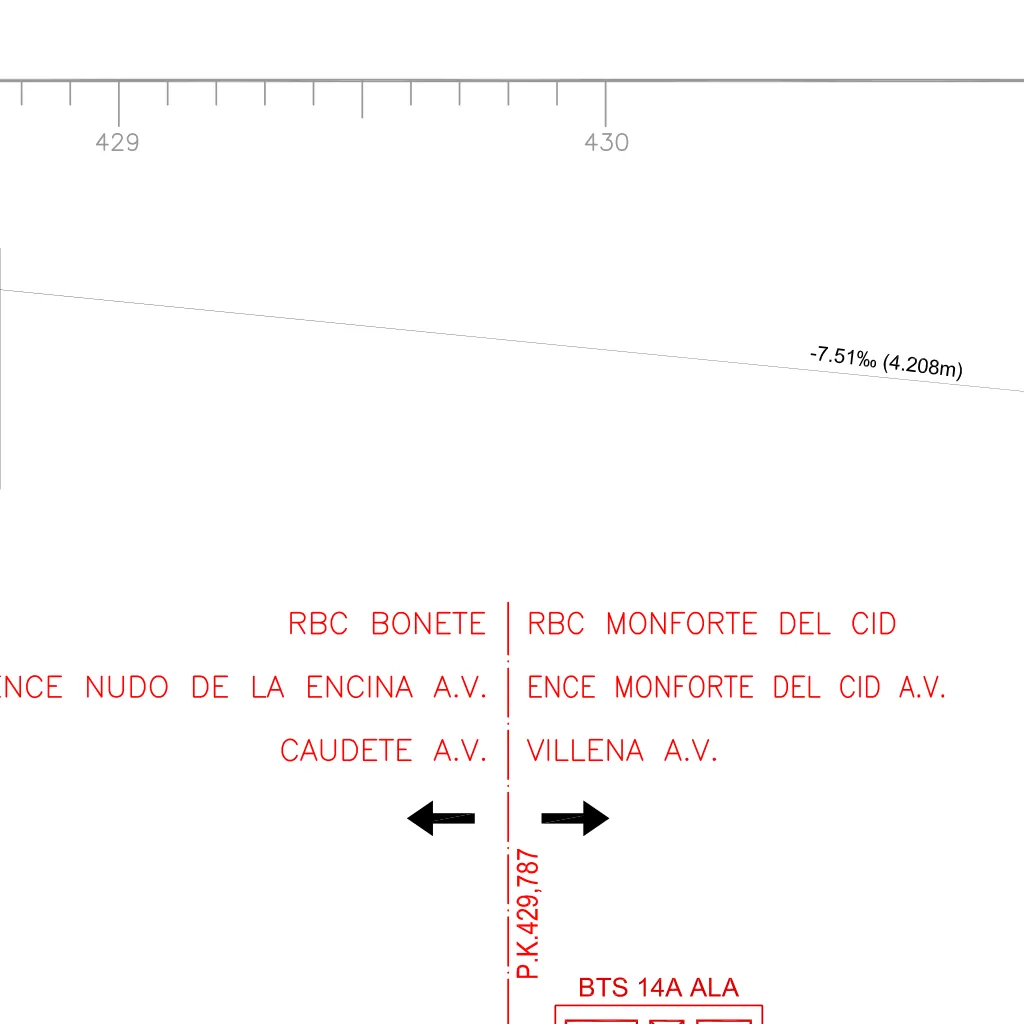 429
430
-7.51‰ (4.208m)
RBC BONETE
RBC MONFORTE DEL CID
NUDO DE LA ENCINA A.V.
ENCE MONFORTE DEL CID A.V.
CAUDETE A.V.
VILLENA A.V.
P.K.429,787
BTS 14A ALA